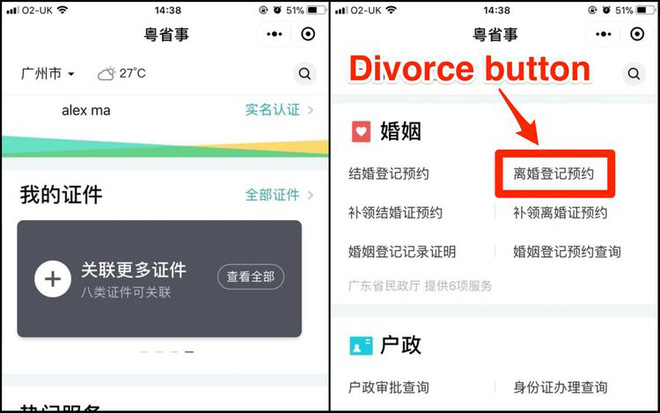 O2-UK 14:38 51%
粤省事
广州市 27°C
alex ma 实名认证
我的证件 全部证件
关联更多证件
八类证件可关联
查看全部
热门服务
O2-UK 14:38 51%
粤省事
Divorce button
婚姻
结婚登记预约 离婚登记预约
补领结婚证预约 补领离婚证预约
婚姻登记记录证明 婚姻登记预约查询
广东省民政厅 提供6项服务
户政
户政审批查询 身份证办理查询